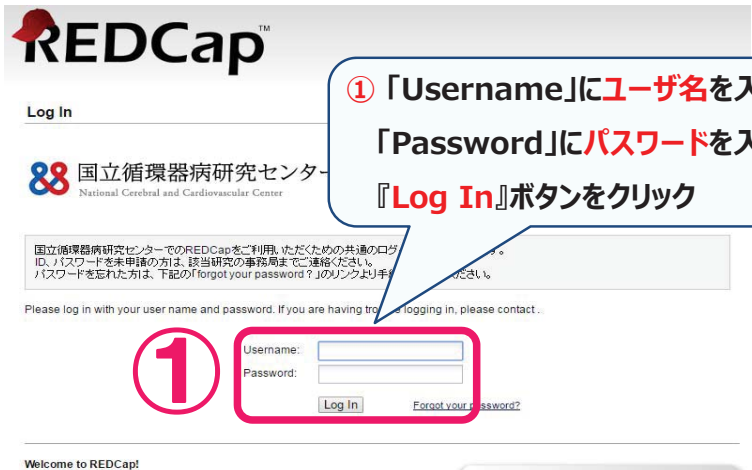 REDCap™
① 「Username」にユーザ名を入
「Password」にパスワードを入
『Log In』ボタンをクリック
Log In
国立循環器病研究センター
National Cerebral and Cardiovascular Center
国立循環器病研究センターでのREDCapをご利用いただくための共通のログ
ID、パスワードを未申請の方は、該当研究の事務局までご連絡ください。
パスワードを忘れた方は、下記の「forgot your password？」のリンクより手 ください。
Please log in with your user name and password. If you are having logging in, please contact .
①
Username:
Password:
Log In Forgot your password?
Welcome to REDCap!